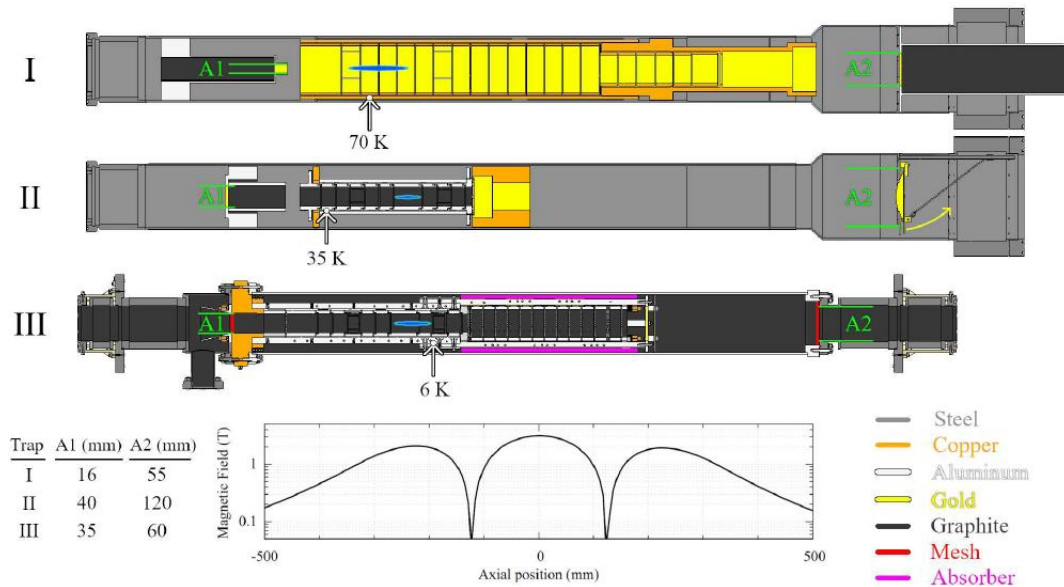 I
A1
A2
70 K
II
A1
A2
35 K
III
A1
A2
6 K
Trap A1 (mm) A2 (mm)
I 16 55
II 40 120
III 35 60
Magnetic Field (T)
1
0.1
-500 0 500
Axial position (mm)
Steel
Copper
Aluminum
Gold
Graphite
Mesh
Absorber